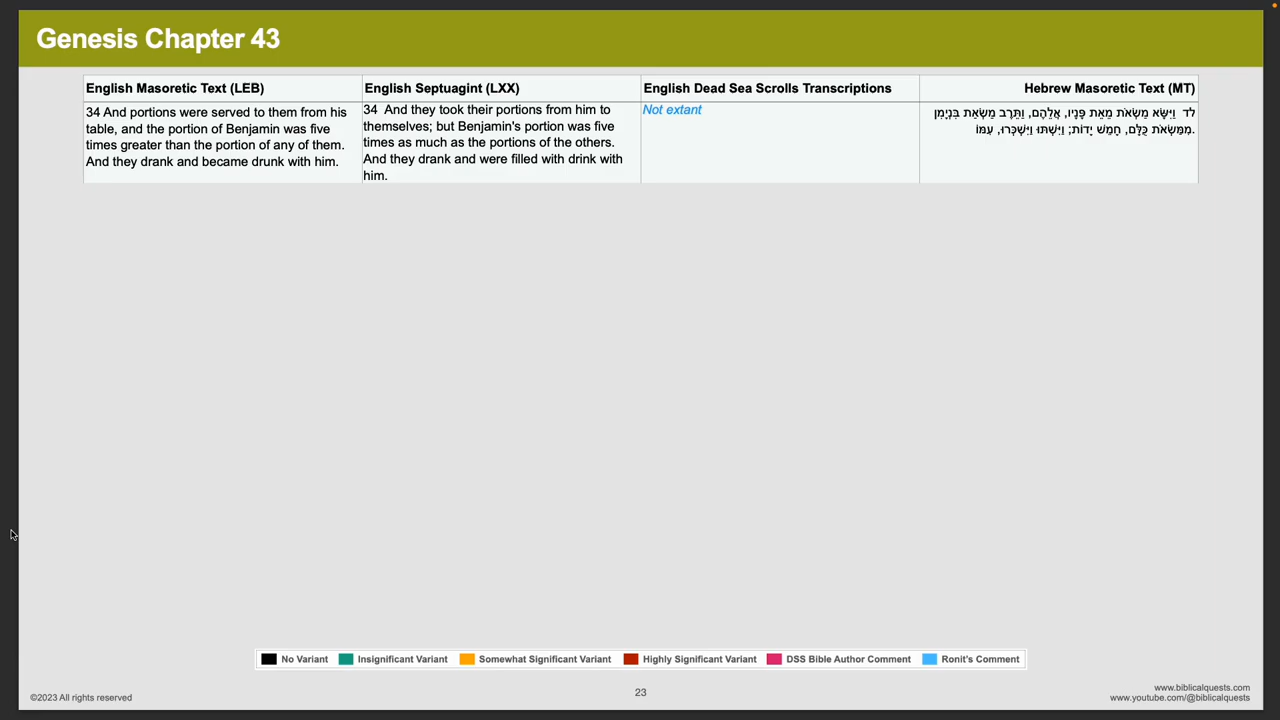 Genesis Chapter 43
English Masoretic Text (LEB)
34 And portions were served to them from his
table, and the portion of Benjamin was five
times greater than the portion of any of them.
And they drank and became drunk with him.
English Septuagint (LXX)
34  And they took their portions from him to
themselves; but Benjamin's portion was five
times as much as the portions of the others.
And they drank and were filled with drink with
him.
English Dead Sea Scrolls Transcriptions
Not extant
Hebrew Masoretic Text (MT)
לד  וַיִּשָּׂא מַשְׂאֹת מֵאֵת פָּנָיו, אֲלֵהֶם, וַתֵּרֶב מַשְׂאַת בִּנְיָמִן
מִמַּשְׂאֹת כֻּלָּם, חָמֵשׁ יָדוֹת; וַיִּשְׁתּוּ וַיִּשְׁכְּרוּ, עִמּוֹ.
No Variant
Insignificant Variant
Somewhat Significant Variant
Highly Significant Variant
DSS Bible Author Comment
Ronit's Comment
©2023 All rights reserved
23
www.biblicalquests.com
www.youtube.com/@biblicalquests